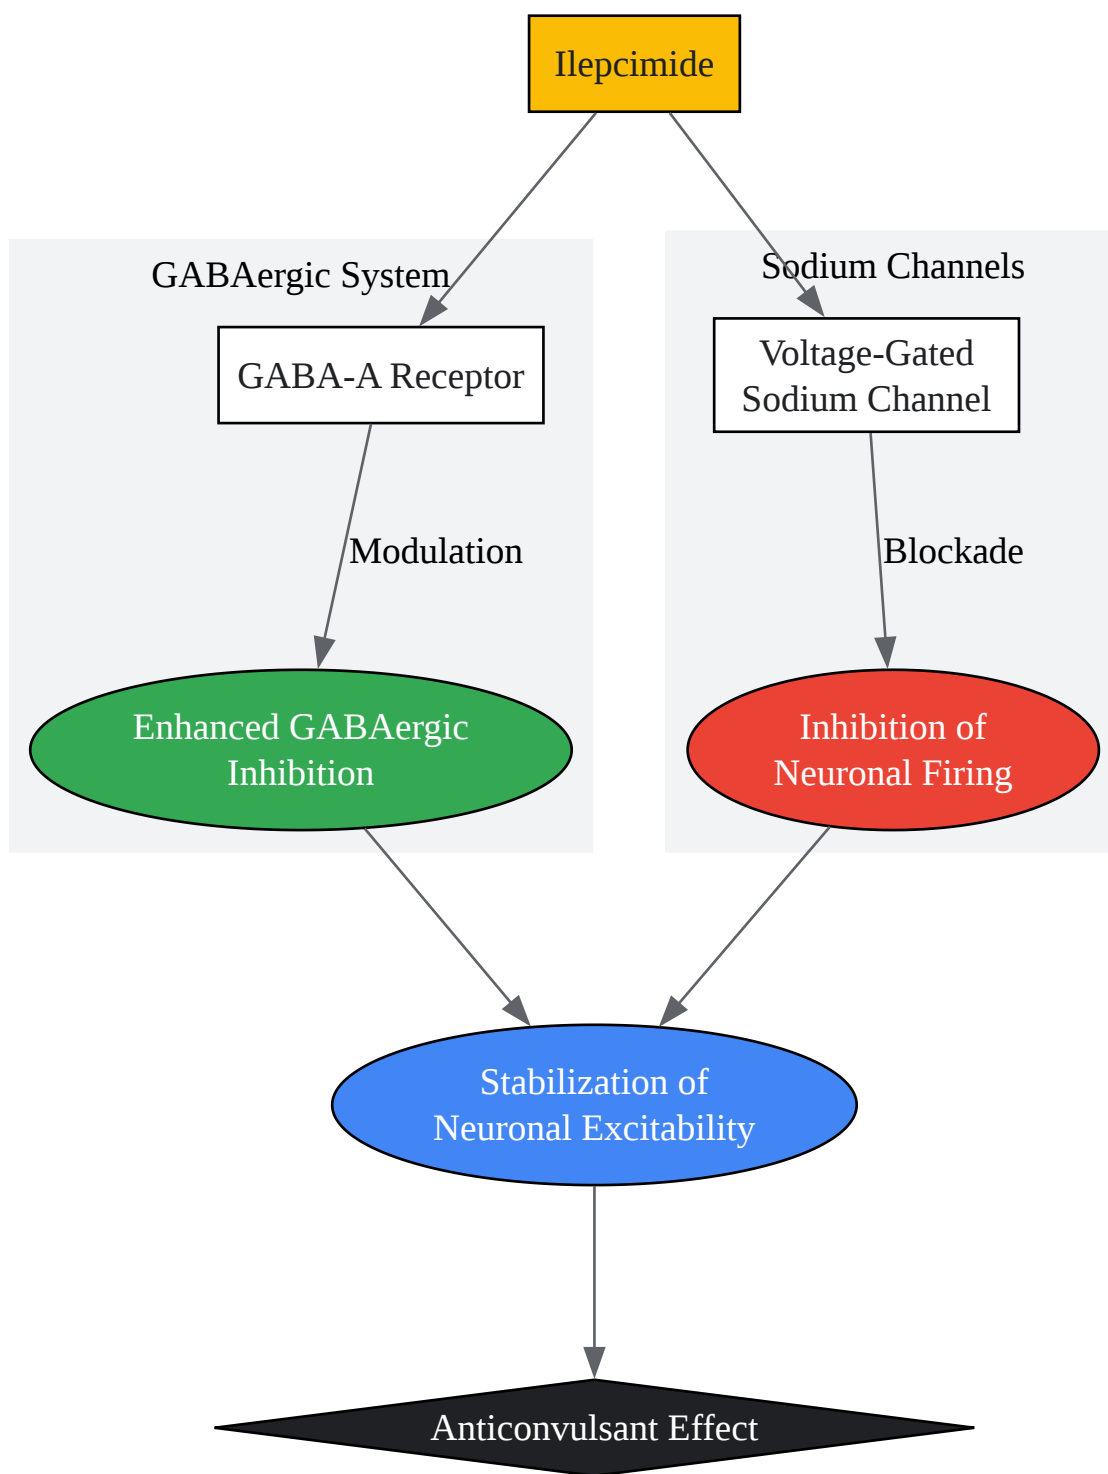 Ilepcimide
GABAergic System
Sodium Channels
GABA-A Receptor
Voltage-Gated
Sodium Channel
Modulation
Blockade
Enhanced GABAergic
Inhibition
Inhibition of
Neuronal Firing
Stabilization of
Neuronal Excitability
Anticonvulsant Effect